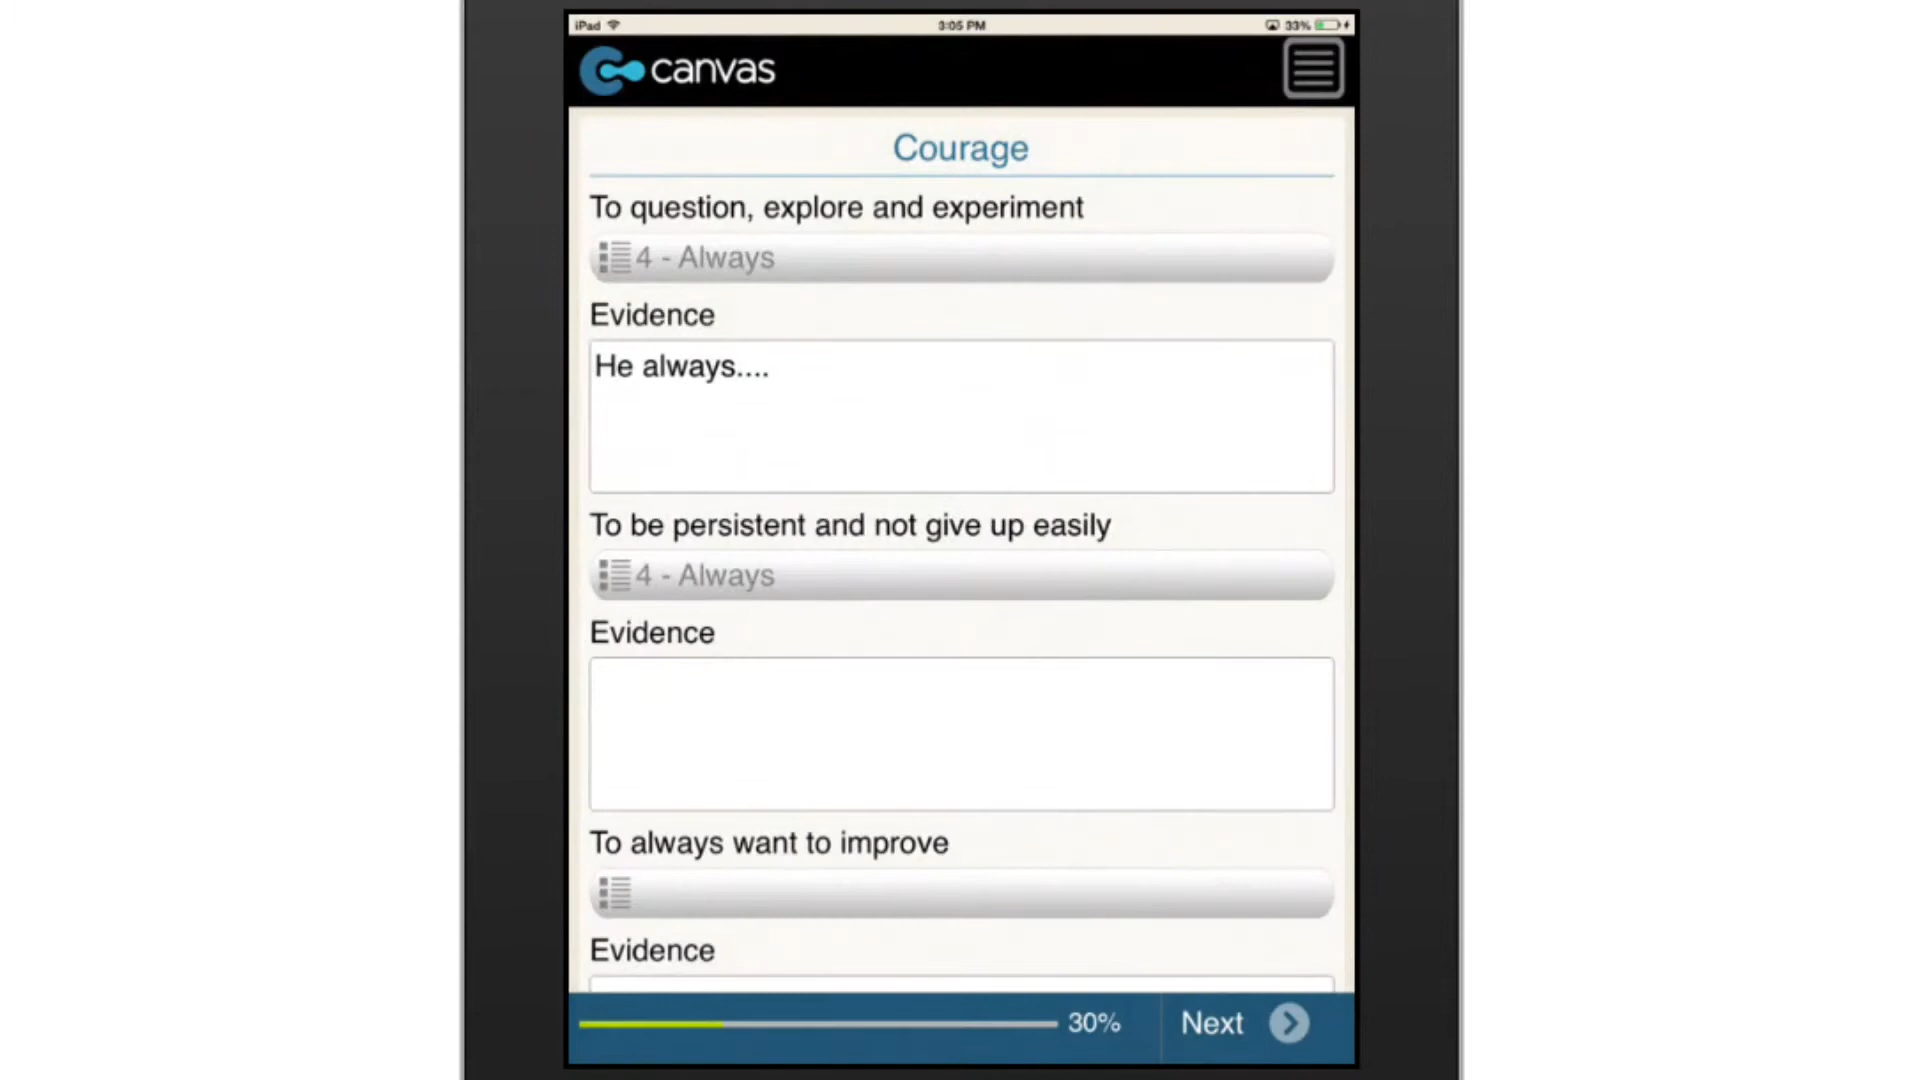 iPad
3:05 PM
33%
canvas
Courage
To question, explore and experiment
4 - Always
Evidence
He always....
To be persistent and not give up easily
4 - Always
Evidence
To always want to improve
Evidence
30%
Next